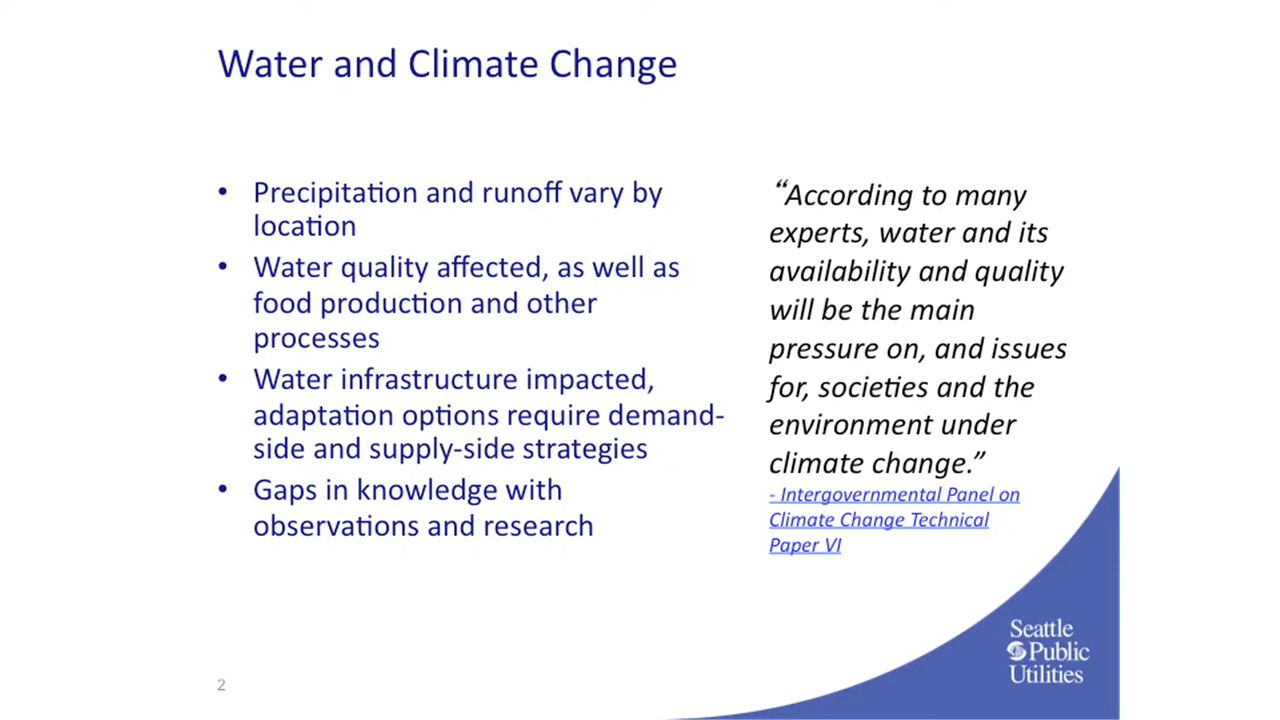 Water and Climate Change
• Precipitation and runoff vary by
location
• Water quality affected, as well as
food production and other
processes
• Water infrastructure impacted,
adaptation options require demand-
side and supply-side strategies
• Gaps in knowledge with
observations and research
“According to many
experts, water and its
availability and quality
will be the main
pressure on, and issues
for, societies and the
environment under
climate change.”
- Intergovernmental Panel on
Climate Change Technical
Paper VI
Seattle
Public
Utilities
2